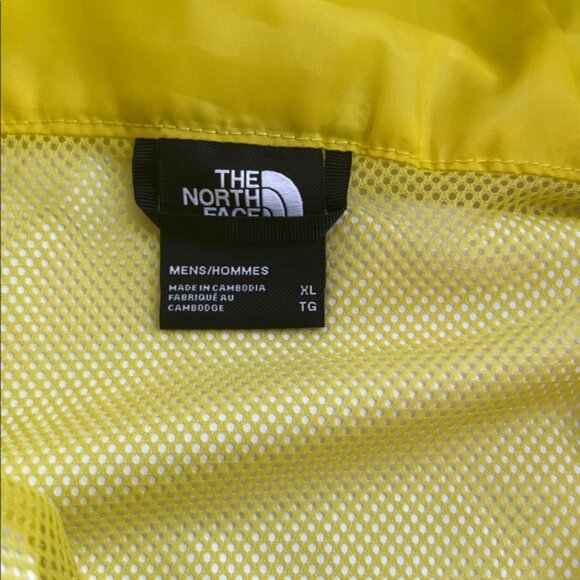 THE
NORTH
FACE
MENS/HOMMES
MADE IN CAMBODIA XL
FABRIQUÉ AU TG
CAMBODGE